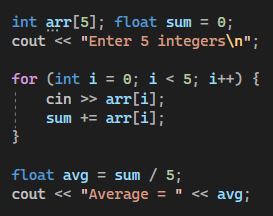 int arr[5]; float sum = 0;
cout << "Enter 5 integers\n";
for (int i = 0; i < 5; i++) {
    cin >> arr[i];
    sum += arr[i];
}
float avg = sum / 5;
cout << "Average = " << avg;